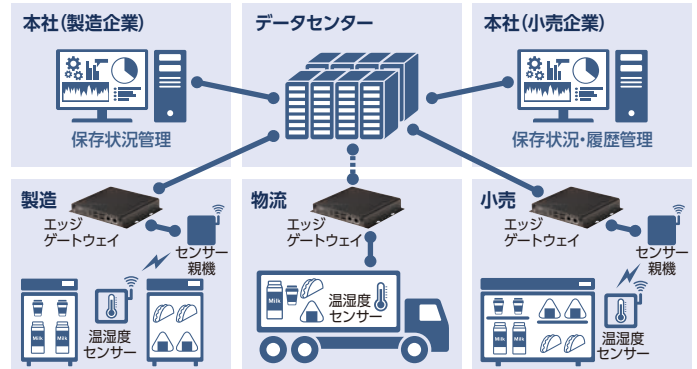 本社(製造企業)
データセンター
本社(小売企業)
保存状況管理
保存状況・履歴管理
製造
エッジ
ゲートウェイ
センサー
親機
温湿度
センサー
Milk
Milk
Milk
物流
エッジ
ゲートウェイ
Milk
温湿度
センサー
小売
エッジ
ゲートウェイ
センサー
親機
Milk
Milk
温湿度
センサー